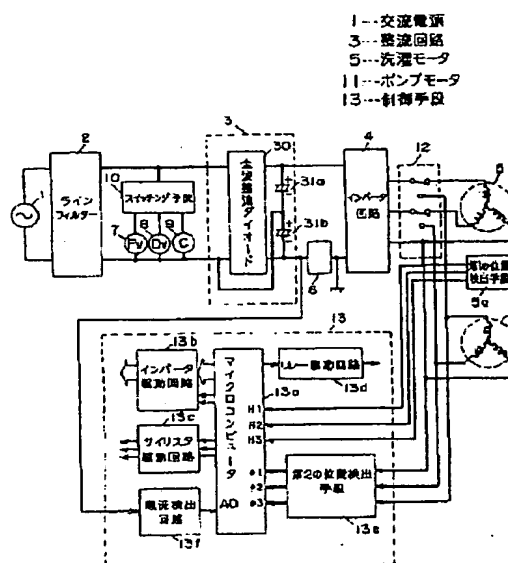 1---交流電源
3---整流回路
5---洗濯モータ
11---ポンプモータ
13---制御手段
3
2
30
4
12
ライン
フィルター
10
スイッチング手段
全波整流ダイオード
31a
31b
インバータ
回路
5
1
7
8
9
FV
DV
C
6
第1の位置
検出手段
5a
13
13b
インバータ
駆動回路
マイクロコンピュータ
リレー駆動回路
13a
13d
13c
サイリスタ
駆動回路
H1
H2
H3
φ1
φ2
φ3
第2の位置検出
手段
13e
電流検出
回路
AD
13f